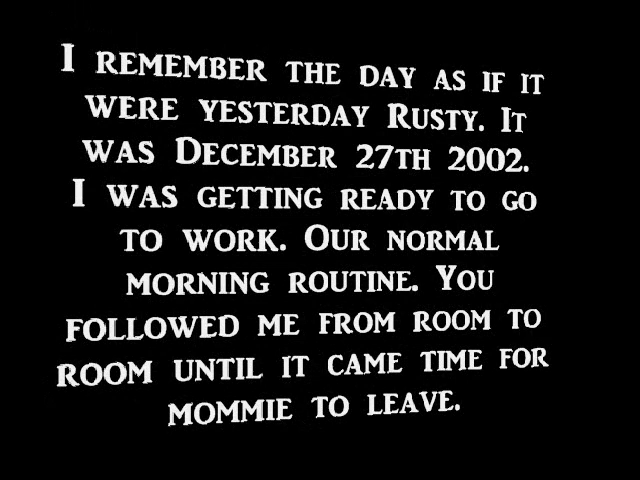 I remember the day as if it
were yesterday Rusty. It
was December 27th 2002.
I was getting ready to go
to work. Our normal
morning routine. You
followed me from room to
room until it came time for
mommie to leave.